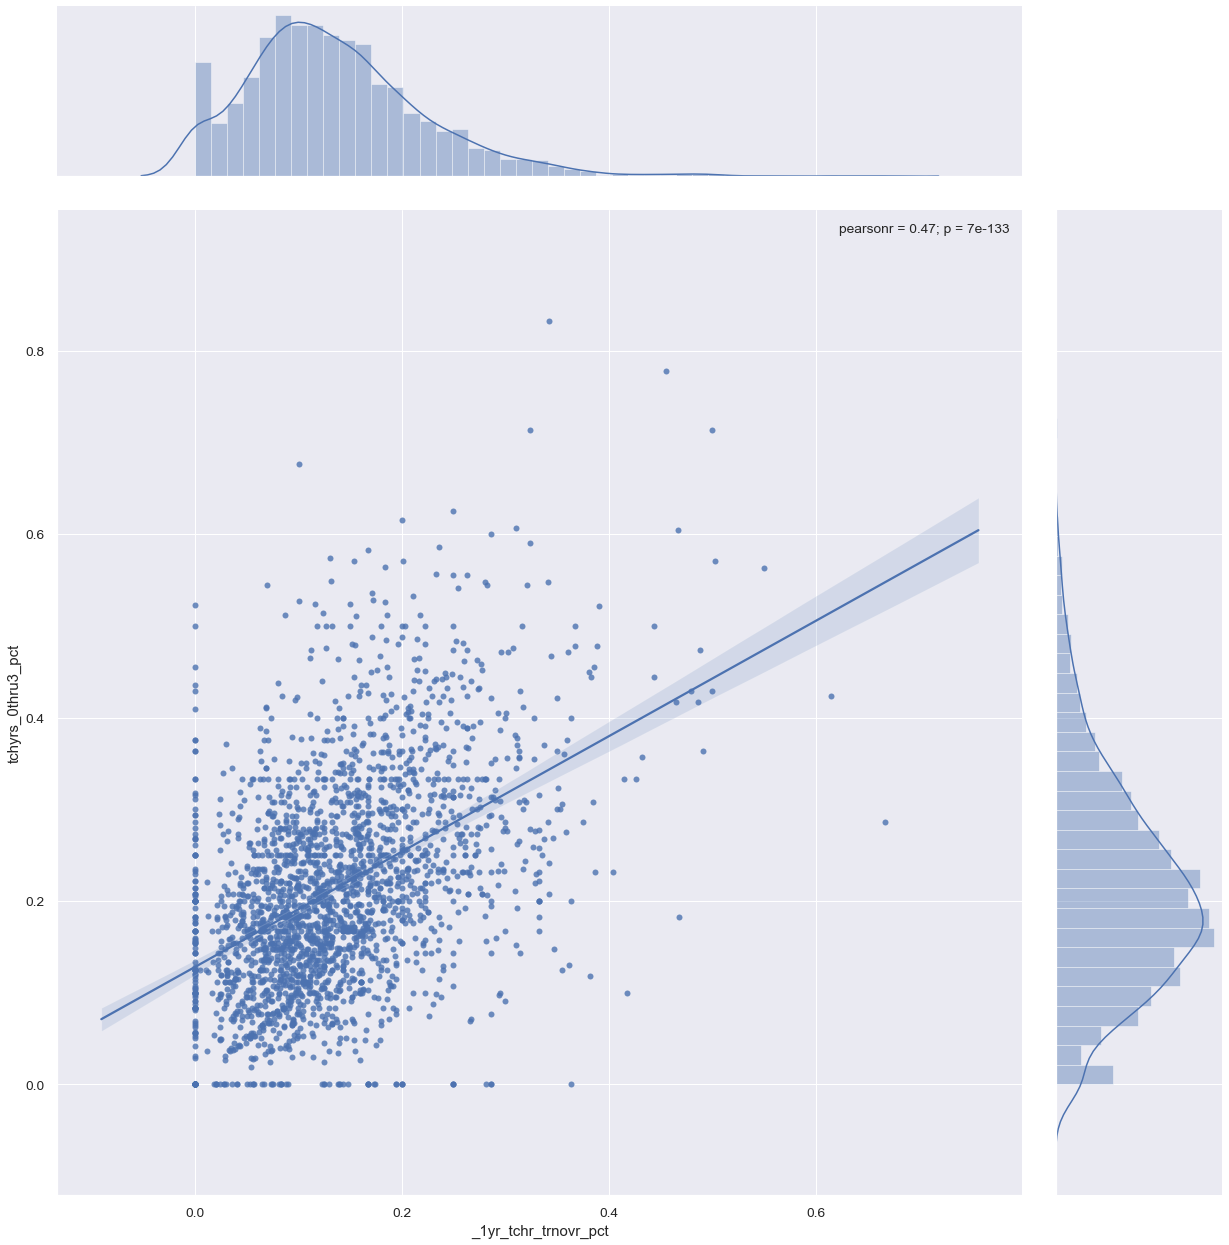 pearsonr = 0.47; p = 7e-133
0.8
0.6
0.4
0.2
0.0
tchyrs_0thru3_pct
0.0 0.2 0.4 0.6
_1yr_tchr_trnovr_pct